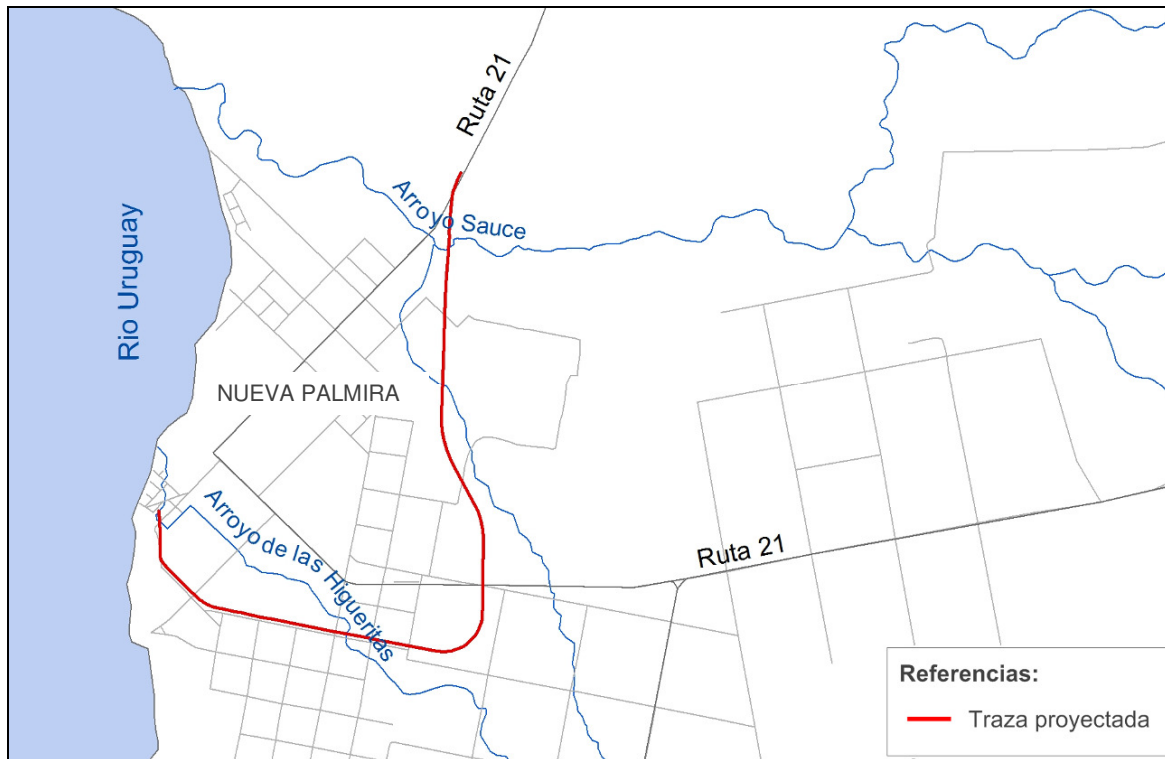 Ruta 21
Arroyo Sauce
Rio Uruguay
NUEVA PALMIRA
Arroyo de las Higueritas
Ruta 21
Referencias:
Traza proyectada